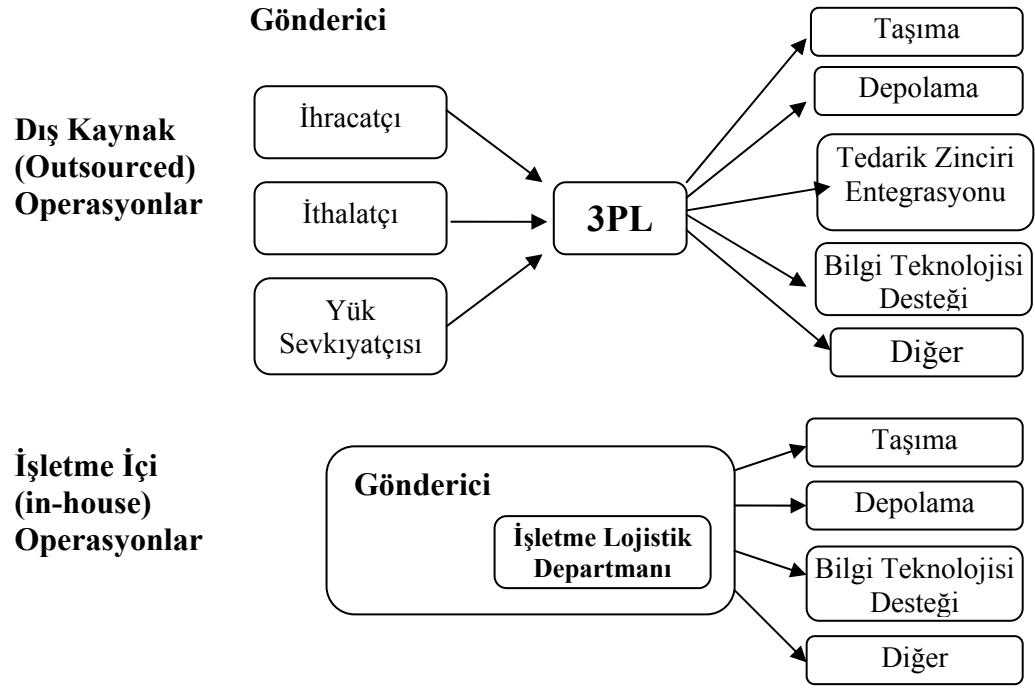 Gönderici
Dış Kaynak
(Outsourced)
Operasyonlar
İhracatçı
İthalatçı
Yük
Sevkıyatçısı
3PL
Taşıma
Depolama
Tedarik Zinciri
Entegrasyonu
Bilgi Teknolojisi
Desteği
Diğer
İşletme İçi
(in-house)
Operasyonlar
Gönderici
İşletme Lojistik
Departmanı
Taşıma
Depolama
Bilgi Teknolojisi
Desteği
Diğer